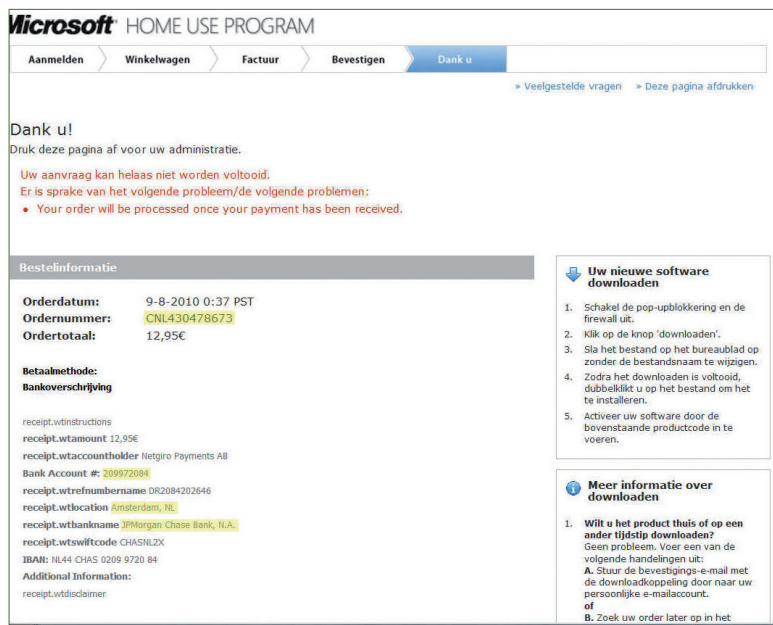 Microsoft HOME USE PROGRAM
Aanmelden Winkelwagen Factuur Bevestigen Dank u
» Veelgestelde vragen » Deze pagina afdrukken
Dank u!
Druk deze pagina af voor uw administratie.
Uw aanvraag kan helaas niet worden voltooid.
Er is sprake van het volgende probleem/de volgende problemen:
• Your order will be processed once your payment has been received.
Bestelinformatie
Orderdatum: 9-8-2010 0:37 PST
Ordernummer: CNL430478673
Ordertotaal: 12,95€
Betaalmethode:
Bankoverschrijving
receipt.wtinstructions
receipt.wtamount 12,95€
receipt.wtaccountholder Netgiro Payments AB
Bank Account #: 209972084
receipt.wtrefnumbername DR2084202646
receipt.wtlocation Amsterdam, NL
receipt.wtbankname JPMorgan Chase Bank, N.A.
receipt.wtswiftcode CHASNL2X
IBAN: NL44 CHAS 0209 9720 84
Additional Information:
receipt.wtdisclaimer
Uw nieuwe software
downloaden
1. Schakel de pop-upblokkering en de
firewall uit.
2. Klik op de knop 'downloaden'.
3. Sla het bestand op het bureaublad op
zonder de bestandsnaam te wijzigen.
4. Zodra het downloaden is voltooid,
dubbelklikt u op het bestand om het
te installeren.
5. Activeer uw software door de
bovenstaande productcode in te
voeren.
Meer informatie over
downloaden
1. Wilt u het product thuis of op een
ander tijdstip downloaden?
Geen probleem. Voer een van de
volgende handelingen uit:
A. Stuur de bevestigings-e-mail met
de downloadkoppeling door naar uw
persoonlijke e-mailaccount.
of
B. Zoek uw order later op in het